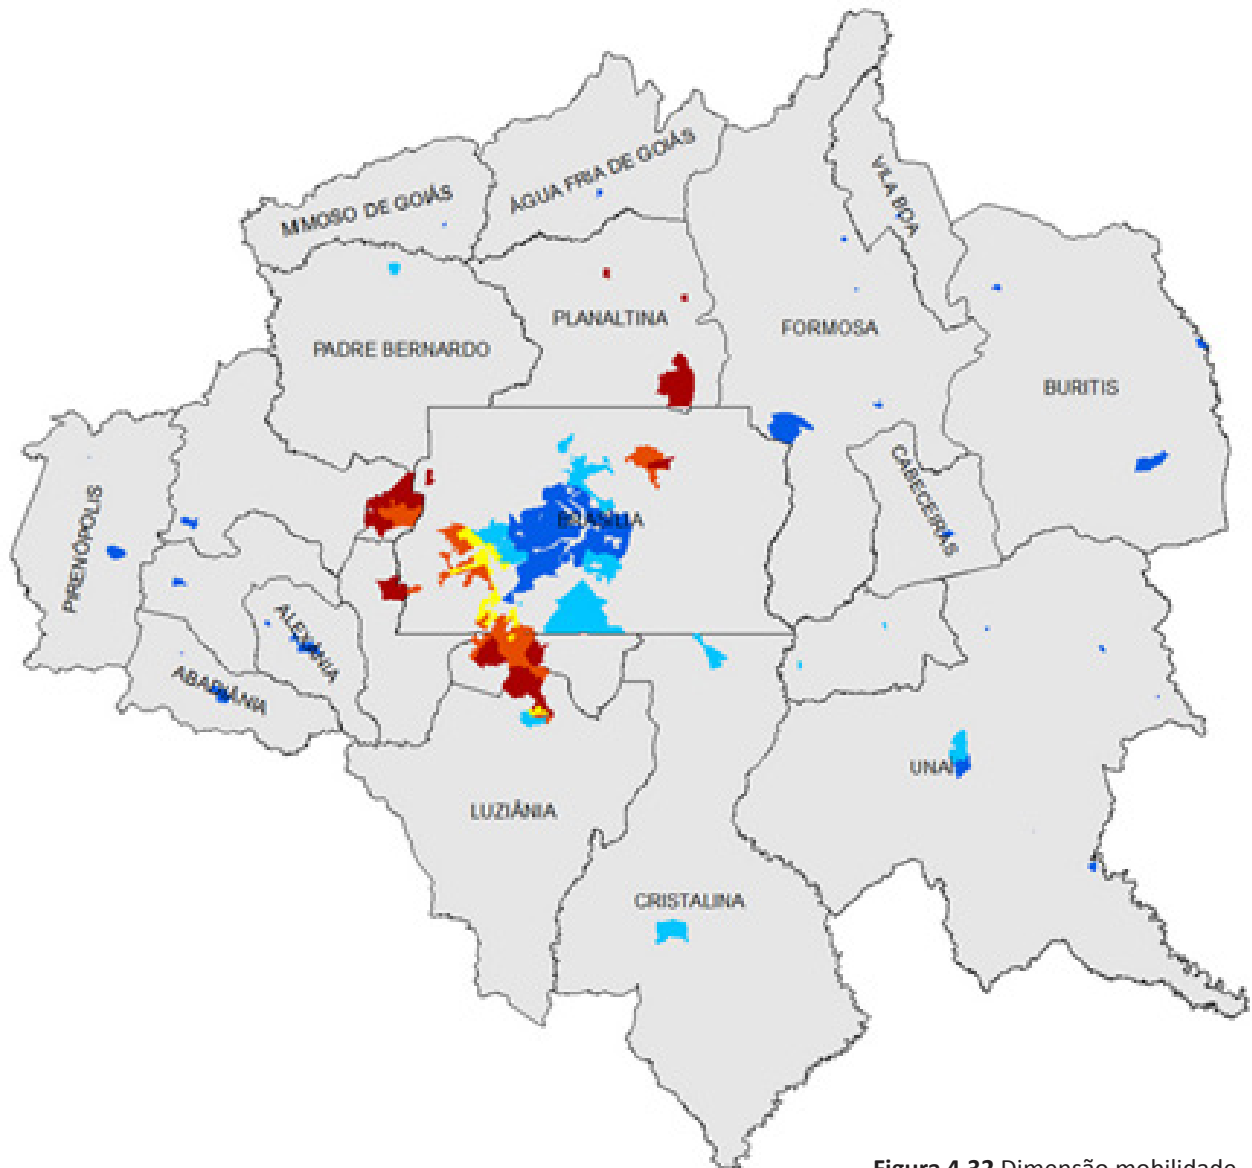 ÁGUA FRIA DE GOIÁS
MIMOSO DE GOIÁS
VILA BOA
PLANALTINA
FORMOSA
PADRE BERNARDO
BURITIS
CABECEIRAS
BRASÍLIA
PIRENÓPOLIS
ALEXÂNIA
ABADIÂNIA
UNAÍ
LUZIÂNIA
CRISTALINA
Figura 4.32 Dimensão mobilidade